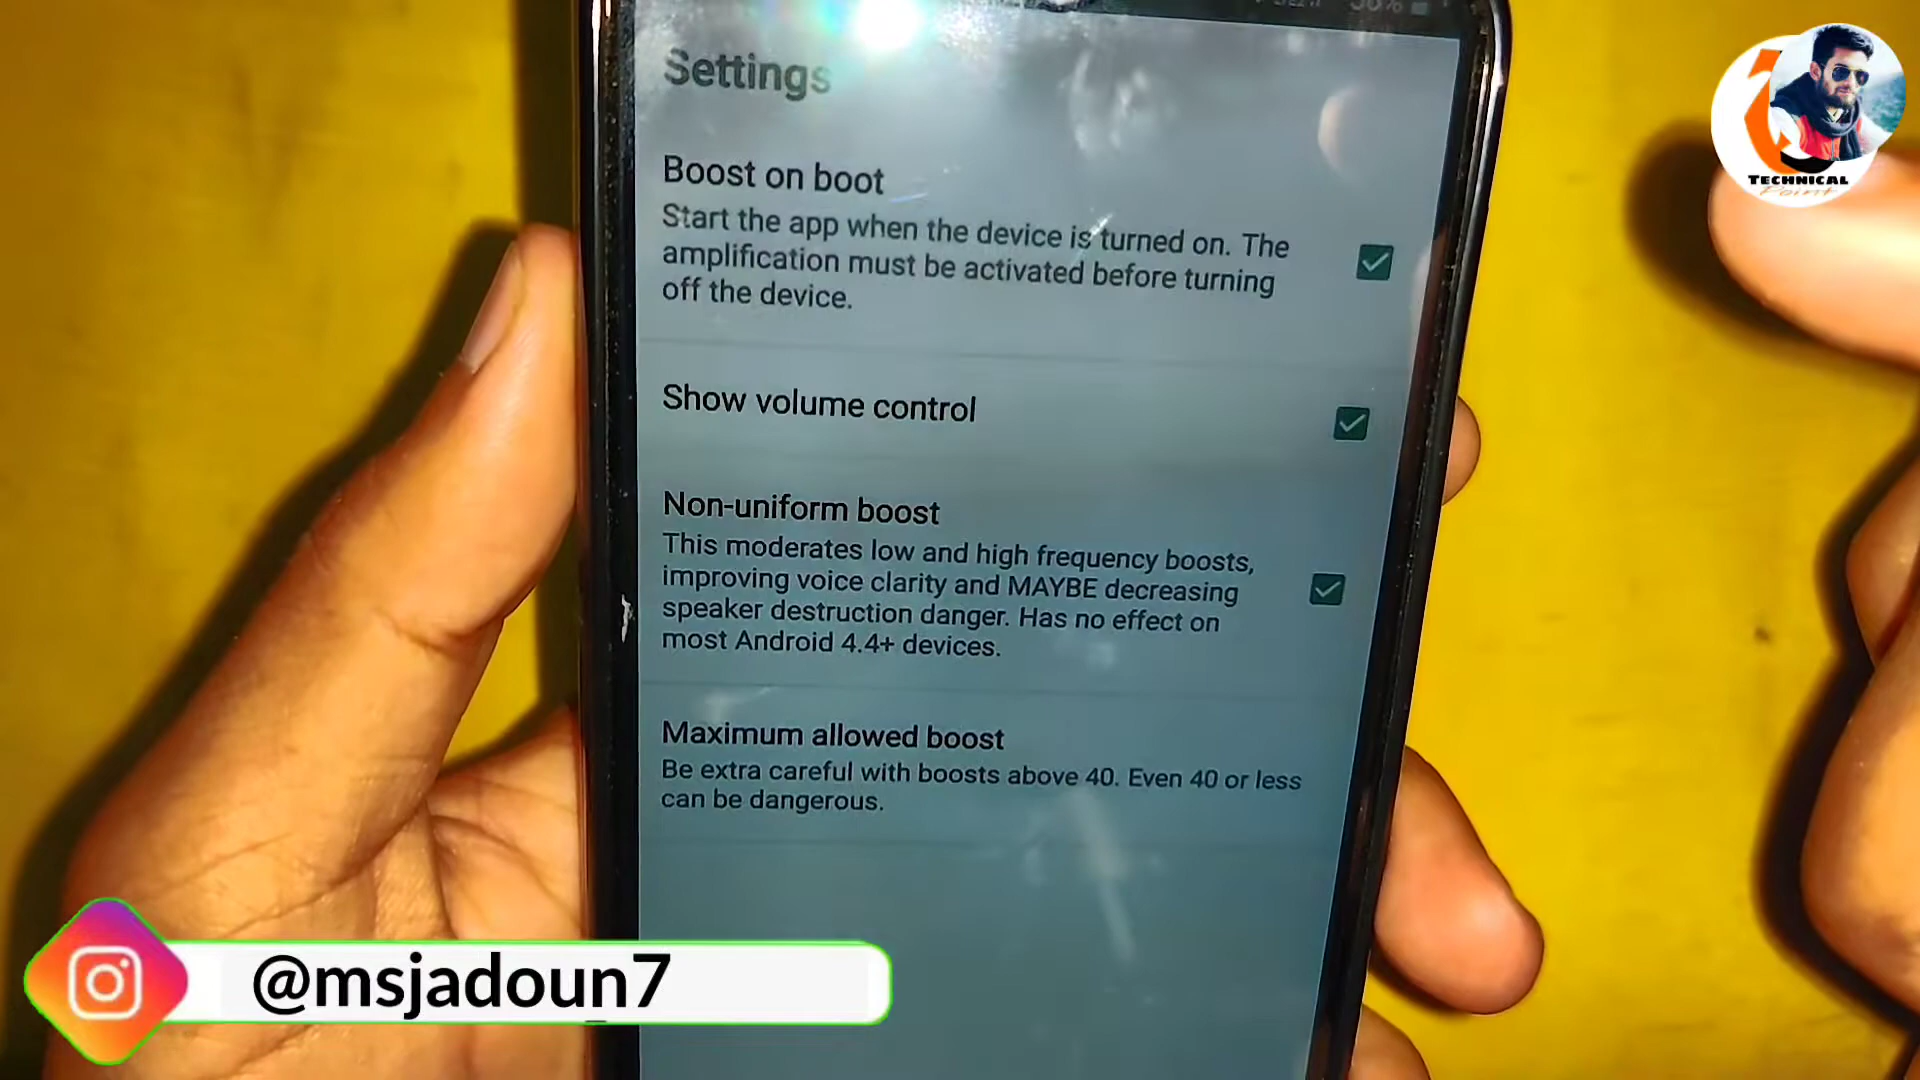 Settings
Boost on boot
Start the app when the device is turned on. The
amplification must be activated before turning
off the device.
Show volume control
Non-uniform boost
This moderates low and high frequency boosts,
improving voice clarity and MAYBE decreasing
speaker destruction danger. Has no effect on
most Android 4.4+ devices.
Maximum allowed boost
Be extra careful with boosts above 40. Even 40 or less
can be dangerous.
TECHNICAL
Point
@msjadoun7